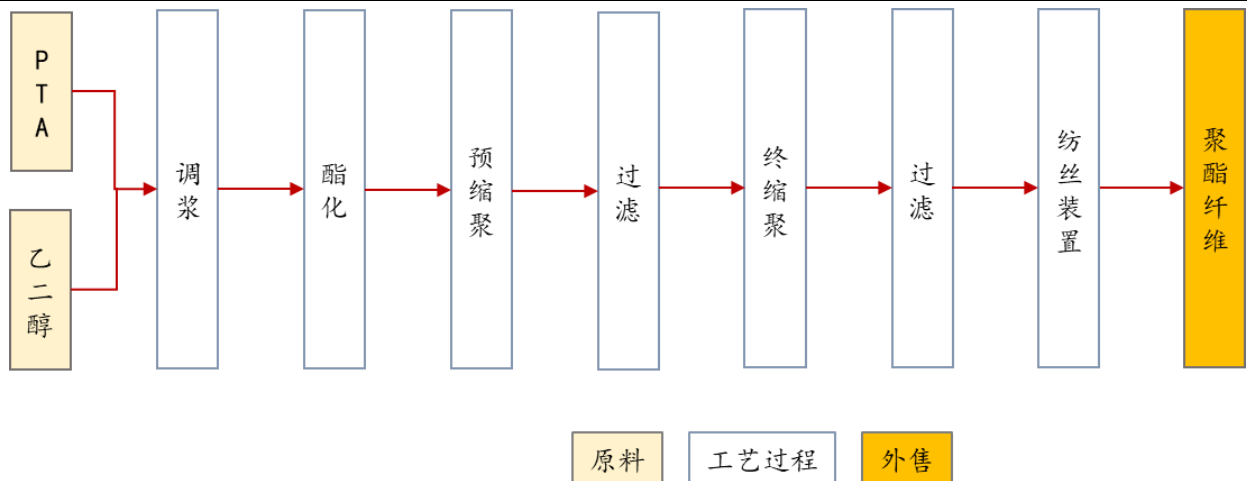 PTA
乙二醇
调浆
酯化
预缩聚
过滤
终缩聚
过滤
纺丝装置
聚酯纤维
原料
工艺过程
外售